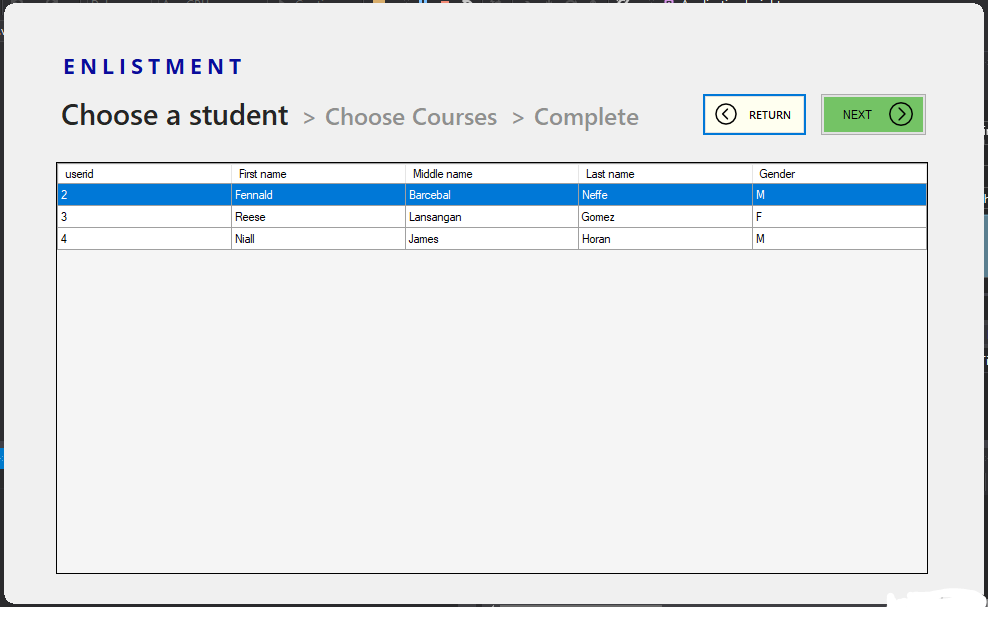 ENLISTMENT
Choose a student > Choose Courses > Complete
RETURN
NEXT
userid First name Middle name Last name Gender
2 Fennald Barcebal Neffe M
3 Reese Lansangan Gomez F
4 Niall James Horan M